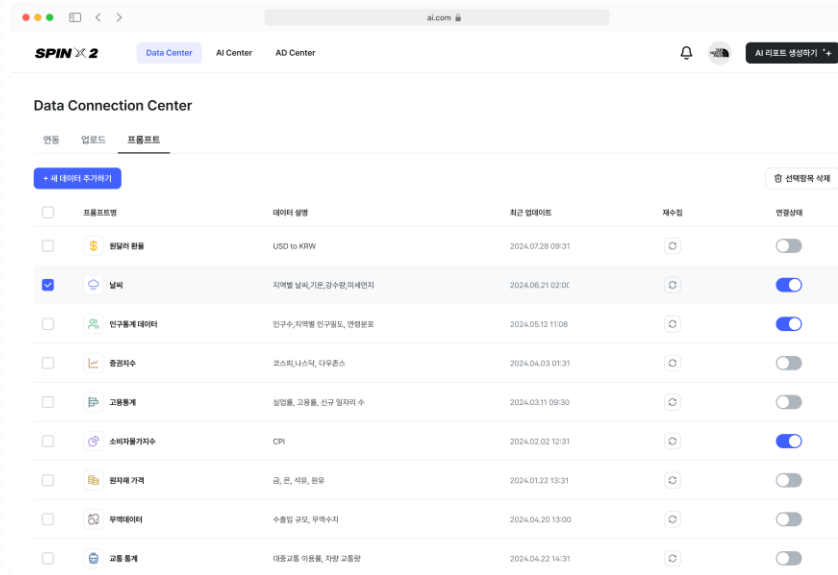 ai.com
SPIN X 2 Data Center AI Center AD Center AI 리포트 생성하기
Data Connection Center
연동 업로드 프롬프트
+ 새 데이터 추가하기 선택항목 삭제
프롬프트명 데이터 설명 최근 업데이트 재수집 연결상태
원달러 환율 USD to KRW 2024.07.28 09:31
날씨 지역별 날씨,기온,강수량,미세먼지 2024.06.21 02:00
인구통계 데이터 인구수,지역별 인구밀도, 연령분포 2024.05.12 11:08
증권지수 코스피,나스닥, 다우존스 2024.04.03 01:31
고용통계 실업률, 고용률, 신규 일자리 수 2024.03.11 09:30
소비자물가지수 CPI 2024.02.02 12:31
원자재 가격 금, 은, 석유, 원유 2024.01.22 13:31
무역데이터 수출입 규모, 무역수지 2024.04.20 13:00
교통 통계 대중교통 이용률, 차량 교통량 2024.04.22 14:31